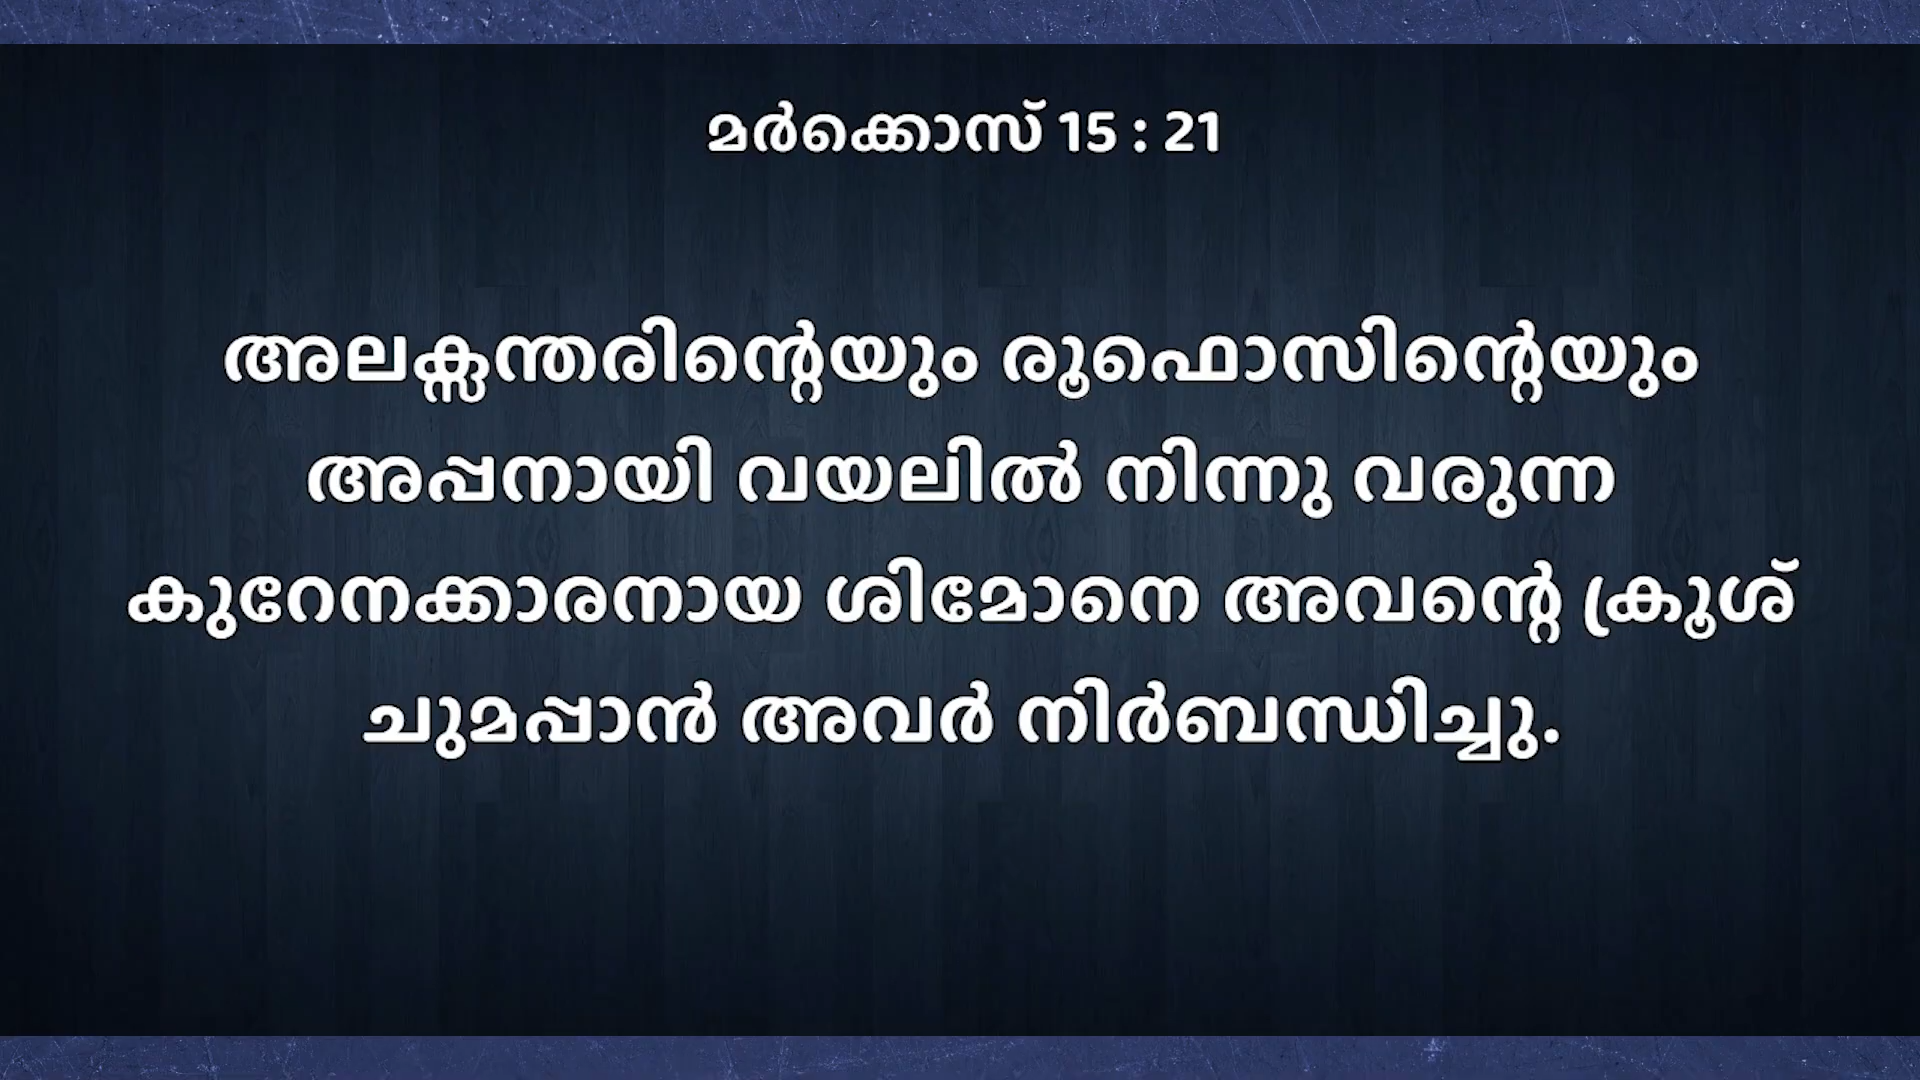 മർക്കൊസ് 15 : 21
അലക്സന്തരിന്റെയും രൂഫൊസിന്റെയും
അപ്പനായി വയലിൽ നിന്നു വരുന്ന
കുറേനക്കാരനായ ശിമോനെ അവന്റെ ക്രൂശ്
ചുമപ്പാൻ അവർ നിർബന്ധിച്ചു.